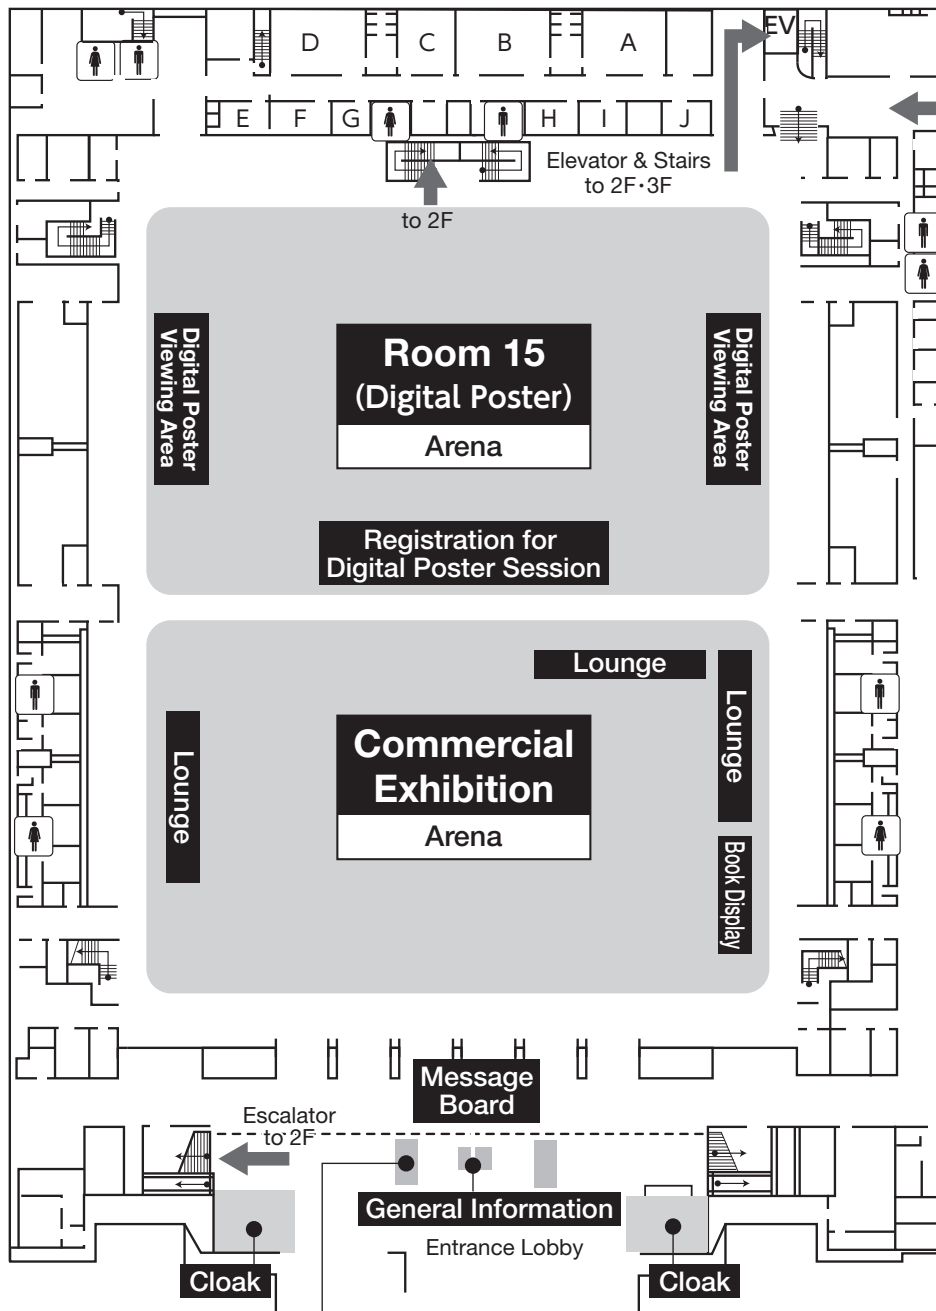 EV
D
C
B
A
E
F
G
H
I
J
Elevator & Stairs
to 2F･3F
to 2F
Digital Poster
Viewing Area
Room 15
(Digital Poster)
Arena
Digital Poster
Viewing Area
Registration for
Digital Poster Session
Lounge
Lounge
Lounge
Commercial
Exhibition
Arena
Book Display
Message
Board
Escalator
to 2F
General Information
Entrance Lobby
Cloak
Cloak